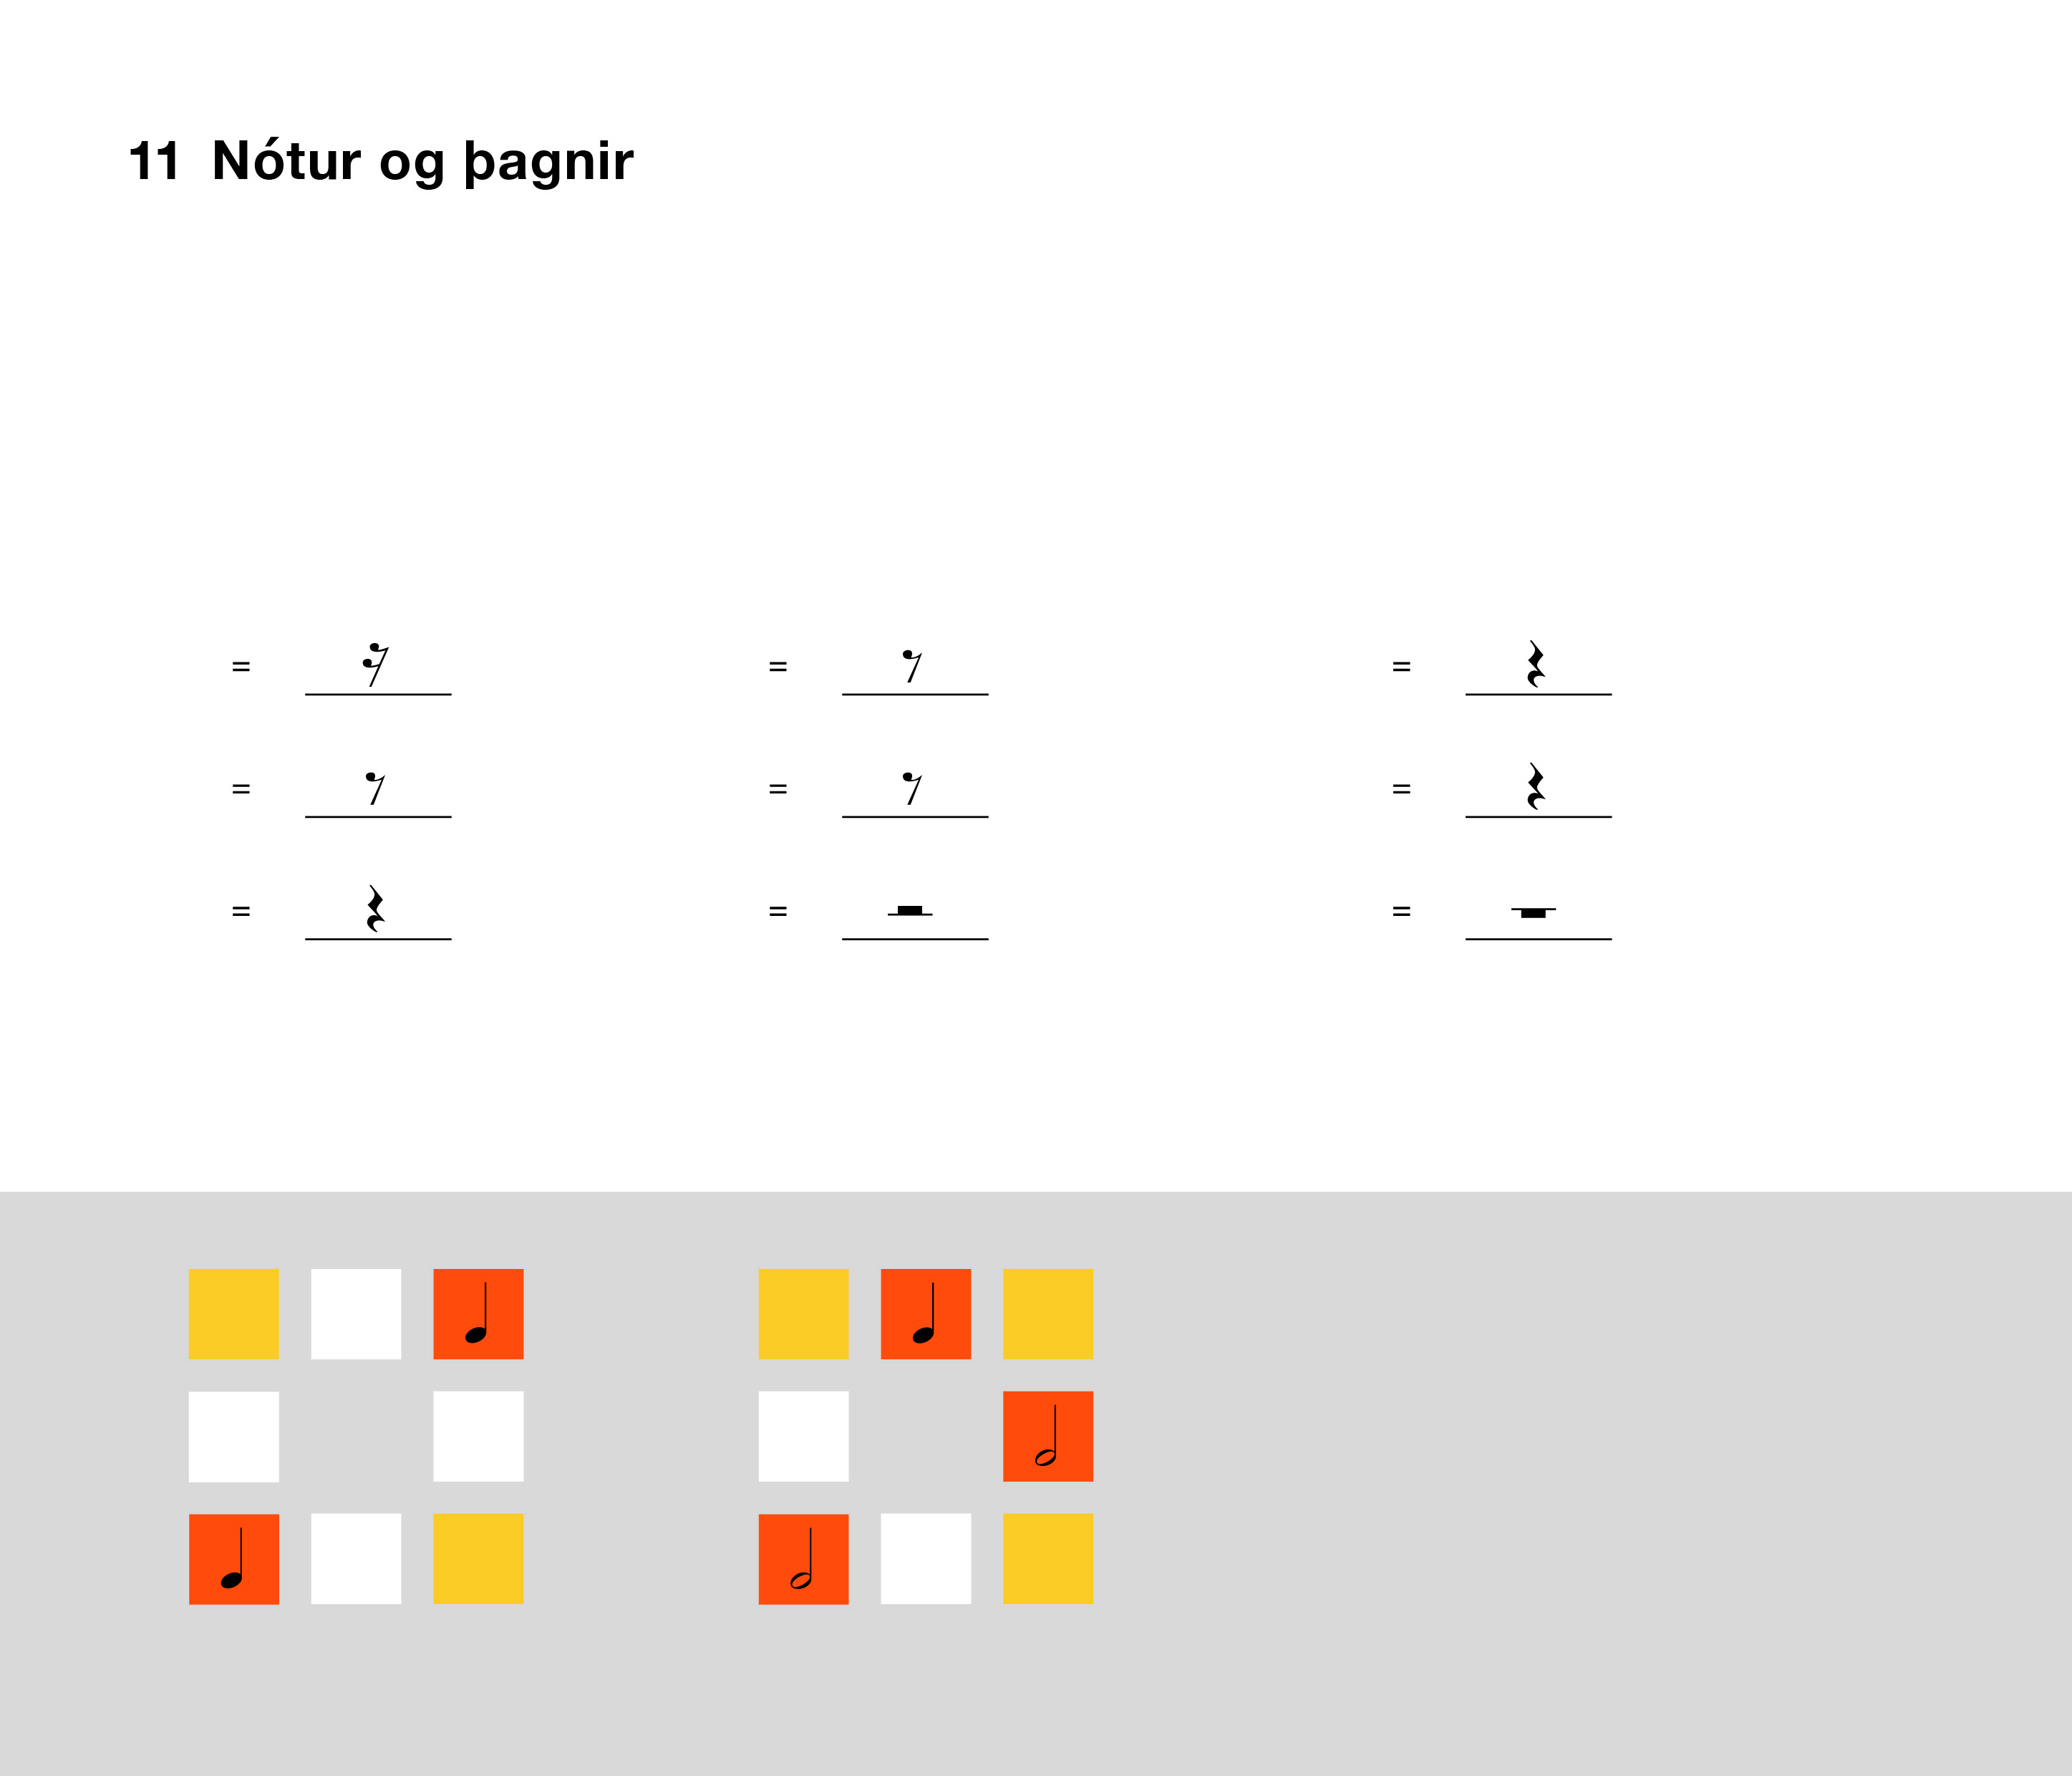 11 Nótur og þagnir
= 𝄿 = 𝄾 = 𝄽
= 𝄾 = 𝄾 = 𝄽
= 𝄽 = 𝄼 = 𝄻